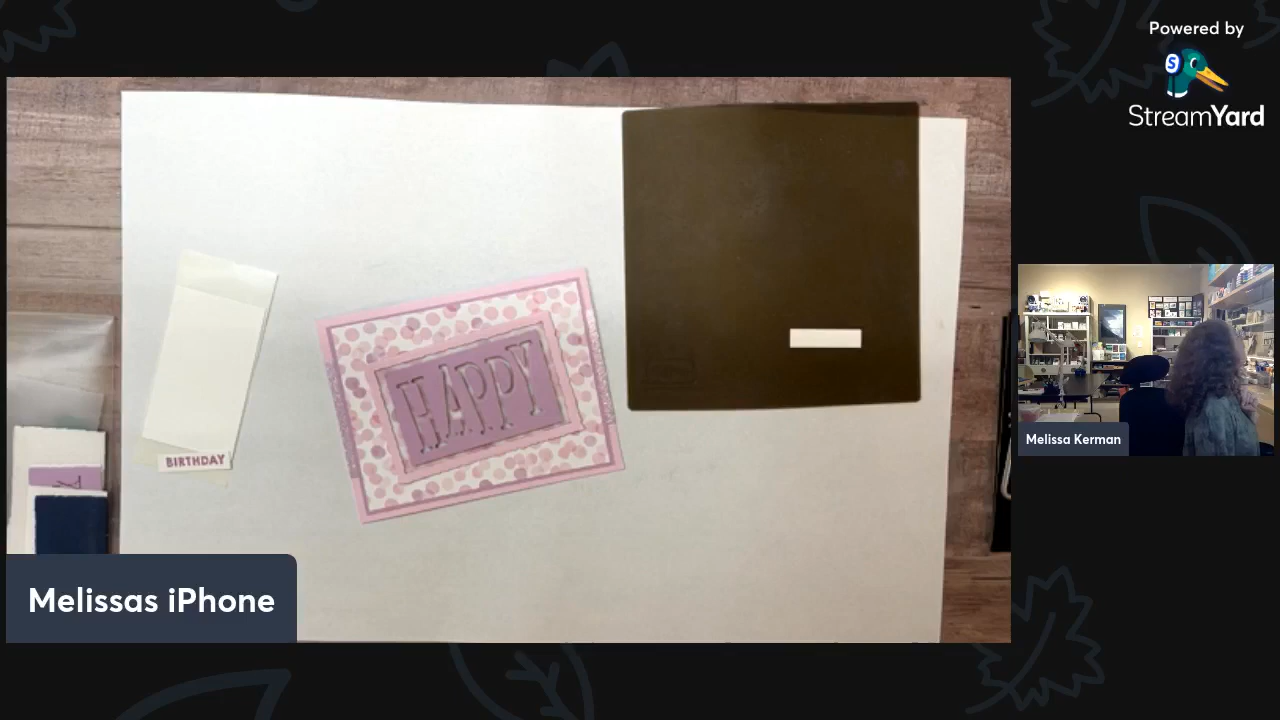 Powered by
S
StreamYard
HAPPY
BIRTHDAY
Melissa Kerman
Melissas iPhone